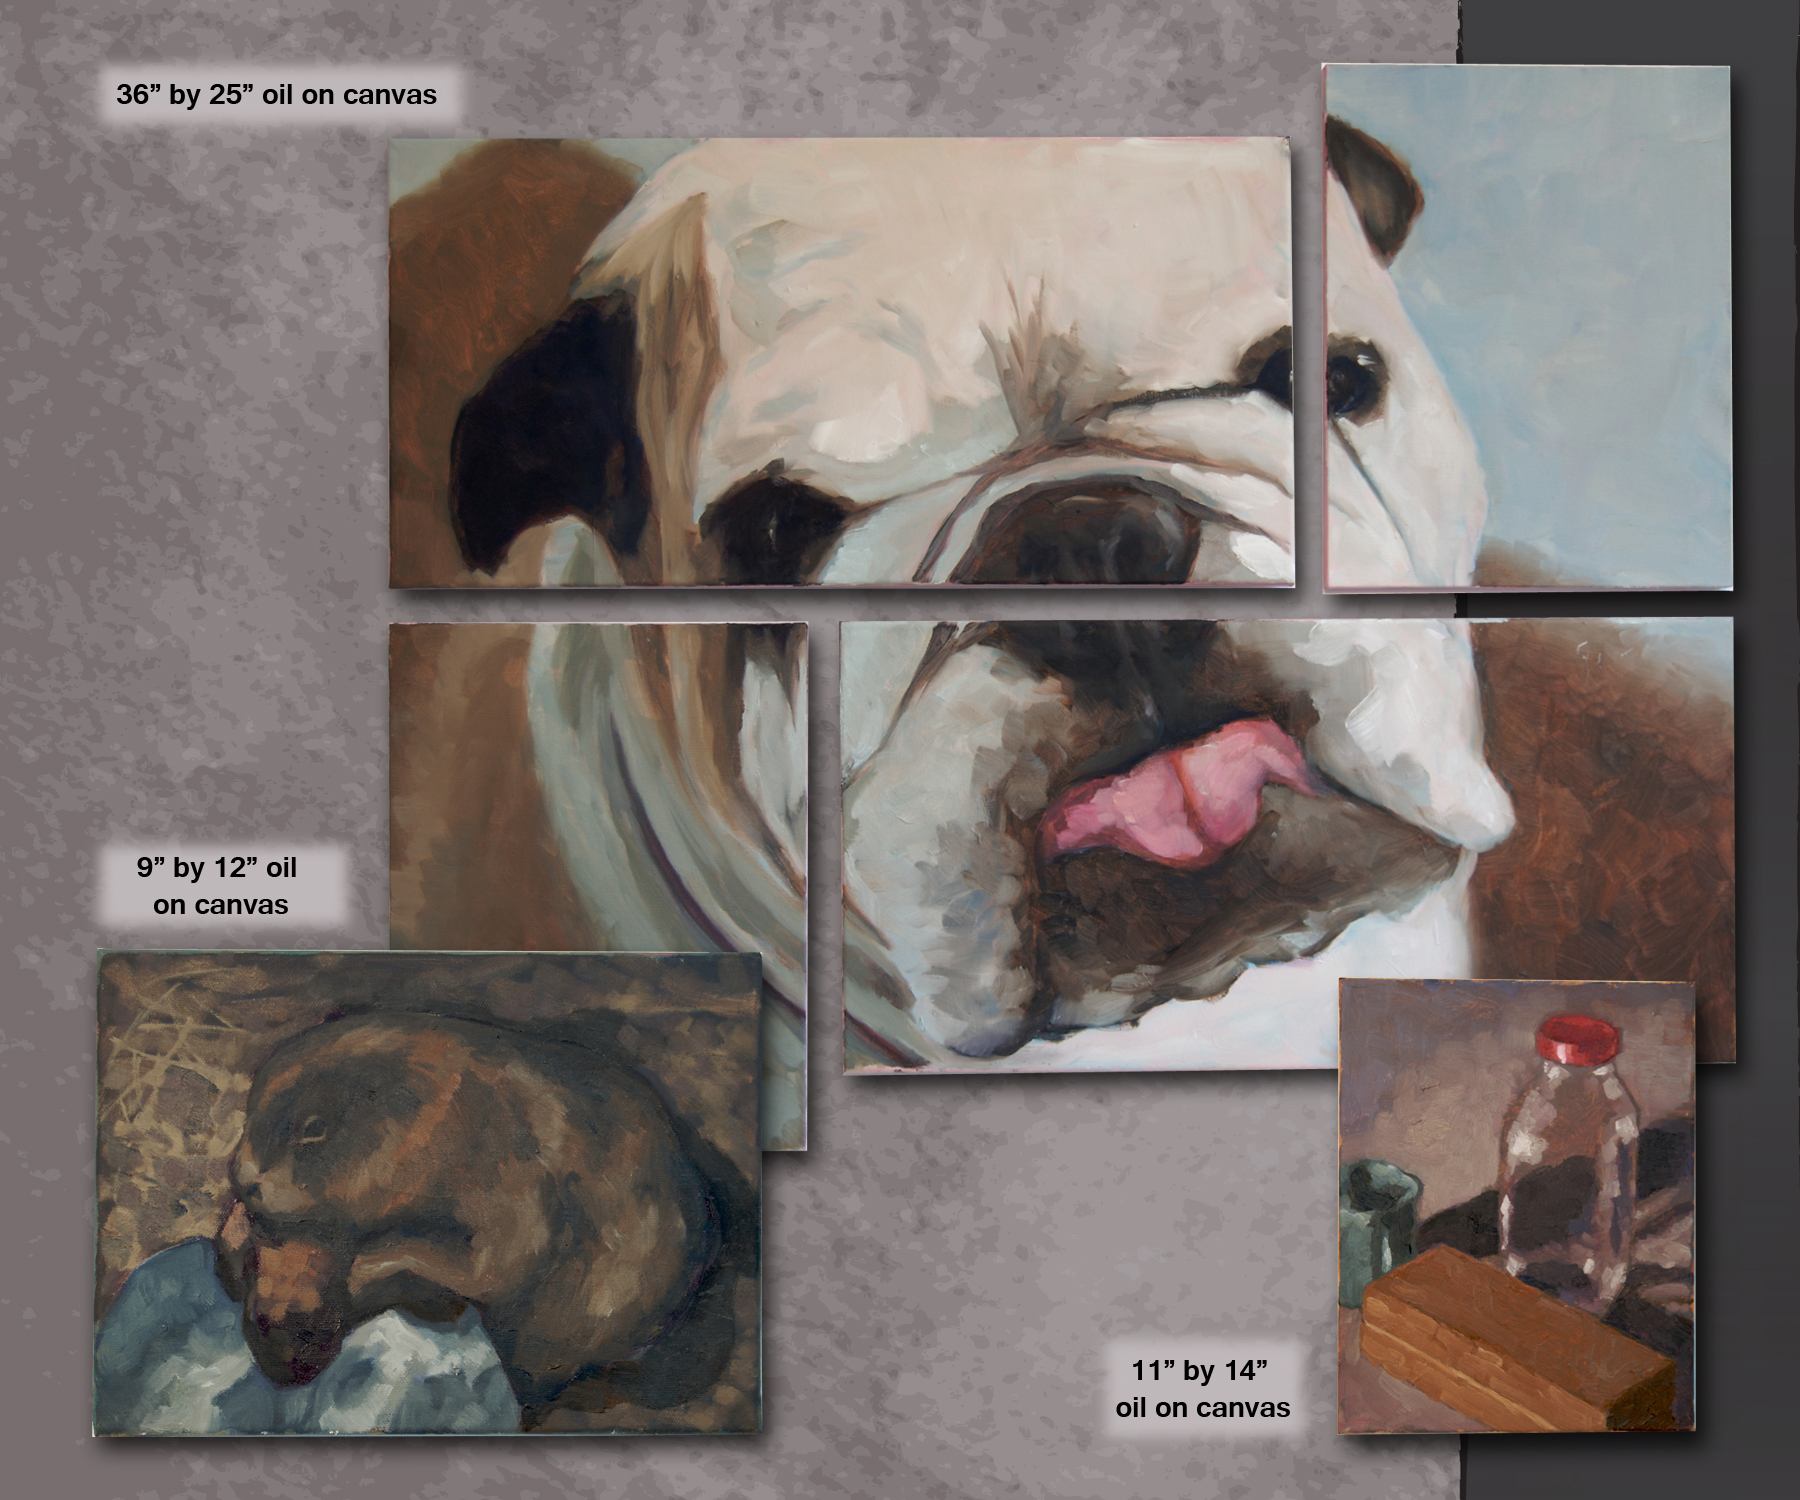 36” by 25” oil on canvas
9” by 12” oil
on canvas
11” by 14”
oil on canvas